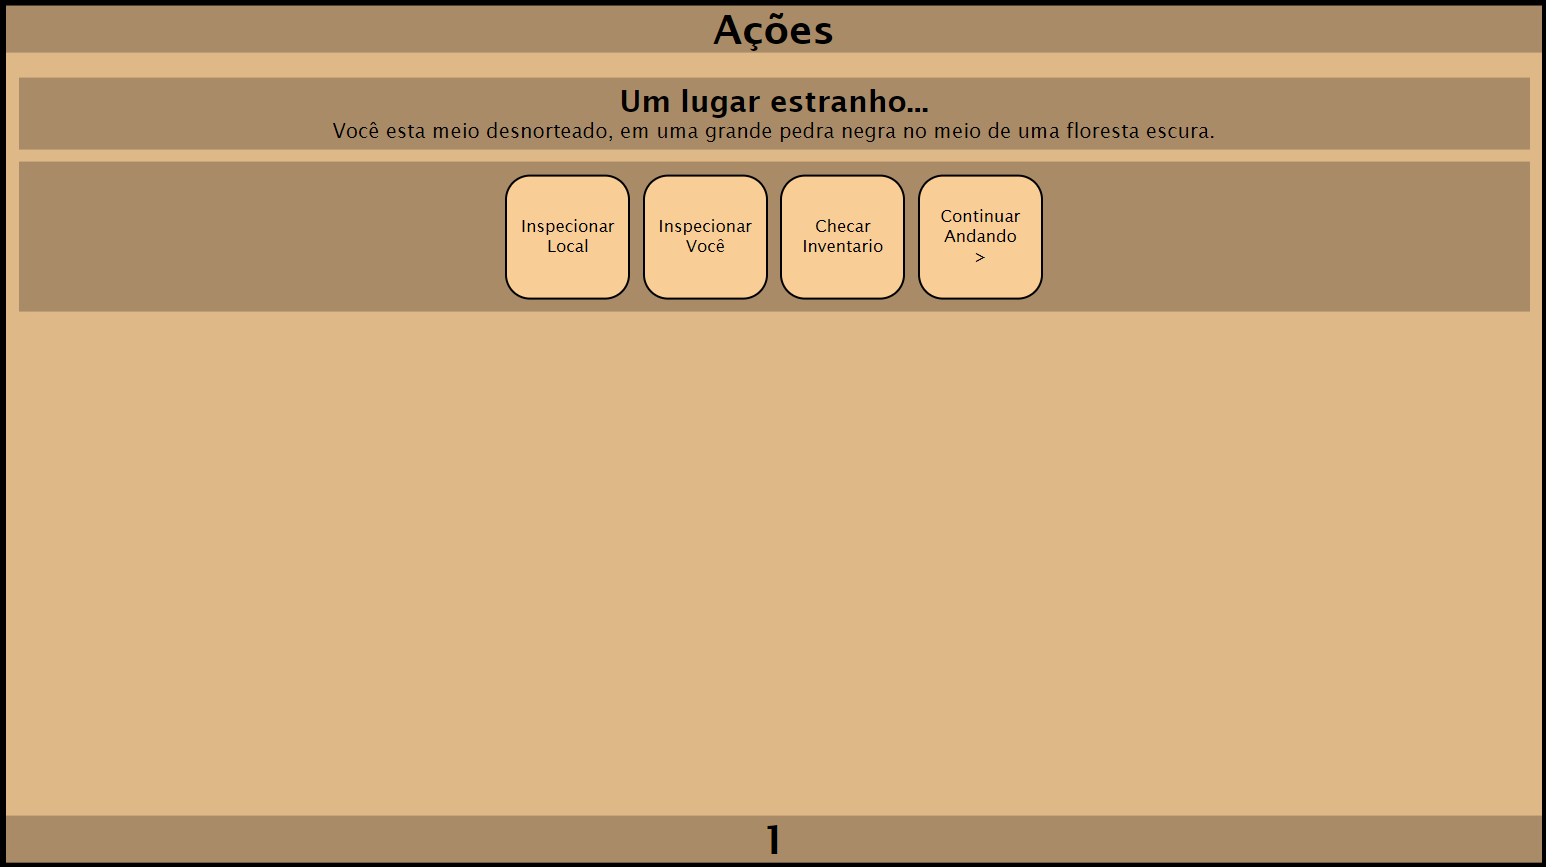 Ações
Um lugar estranho...
Você esta meio desnorteado, em uma grande pedra negra no meio de uma floresta escura.
Inspecionar
Local
Inspecionar
Você
Checar
Inventario
Continuar
Andando
>
1